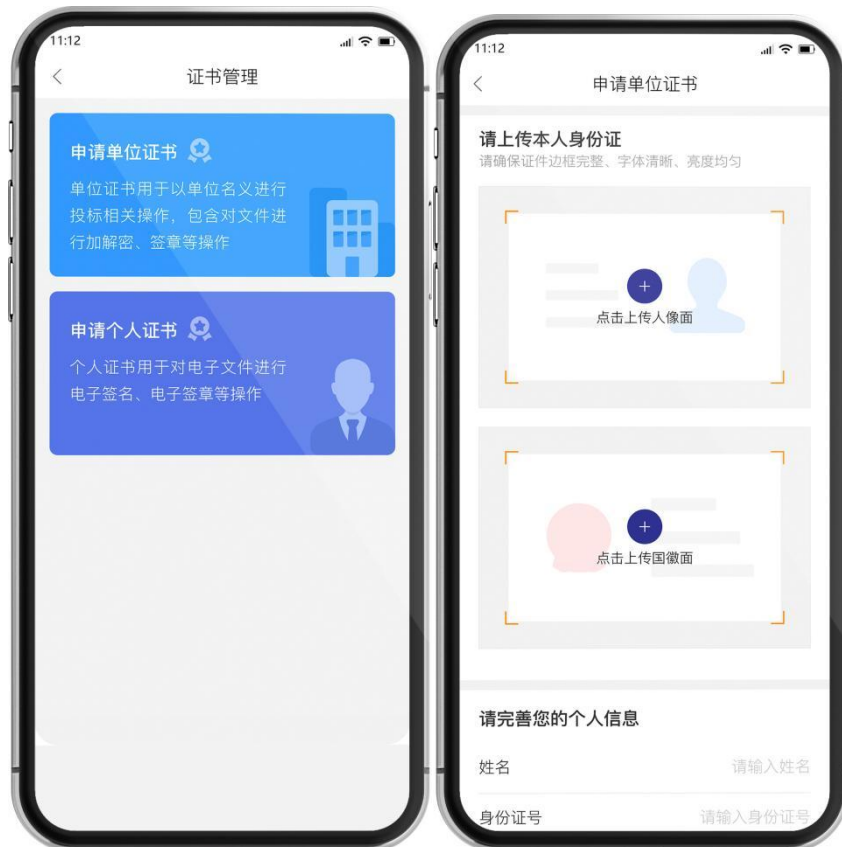 11:12
证书管理
申请单位证书
单位证书用于以单位名义进行
投标相关操作，包含对文件进
行加解密、签章等操作
申请个人证书
个人证书用于对电子文件进行
电子签名、电子签章等操作
11:12
申请单位证书
请上传本人身份证
请确保证件边框完整、字体清晰、亮度均匀
点击上传人像面
点击上传国徽面
请完善您的个人信息
姓名 请输入姓名
身份证号 请输入身份证号